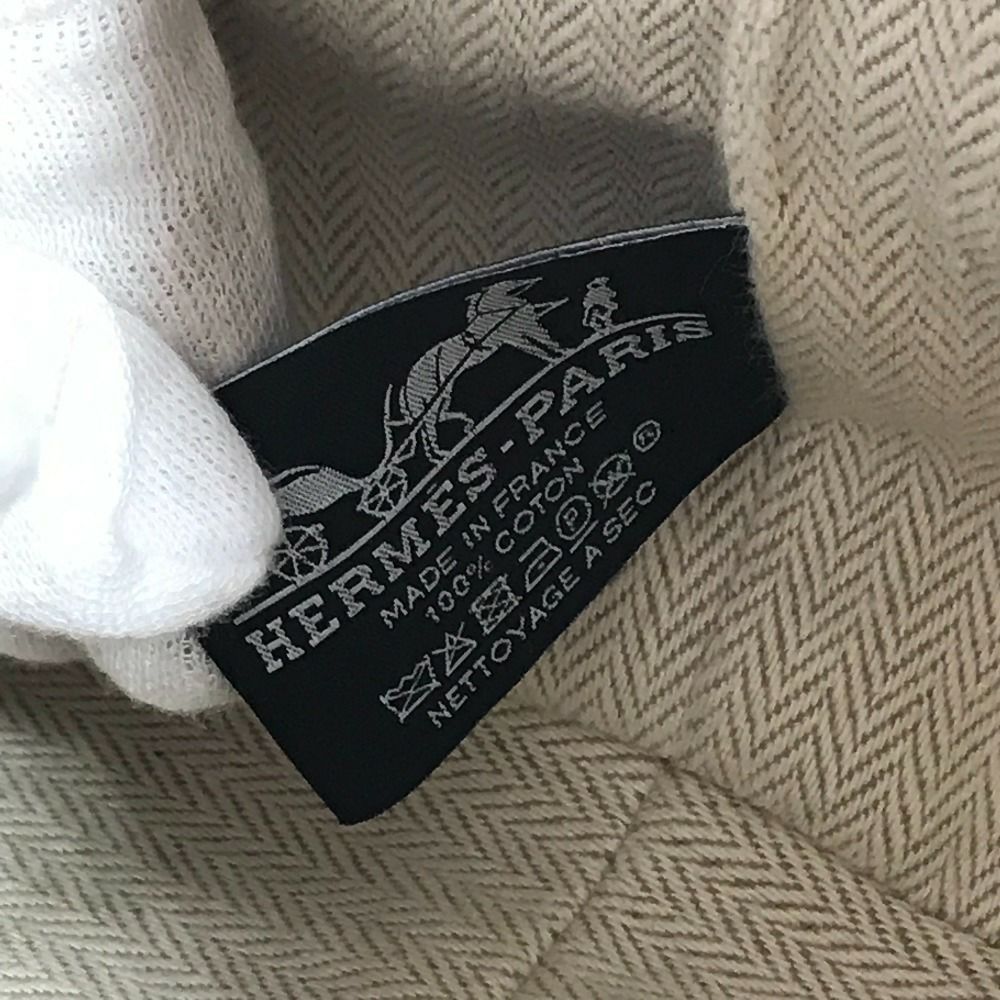 HERMES-PARIS
MADE IN FRANCE
100% COTON
P
NETTOYAGE A SEC